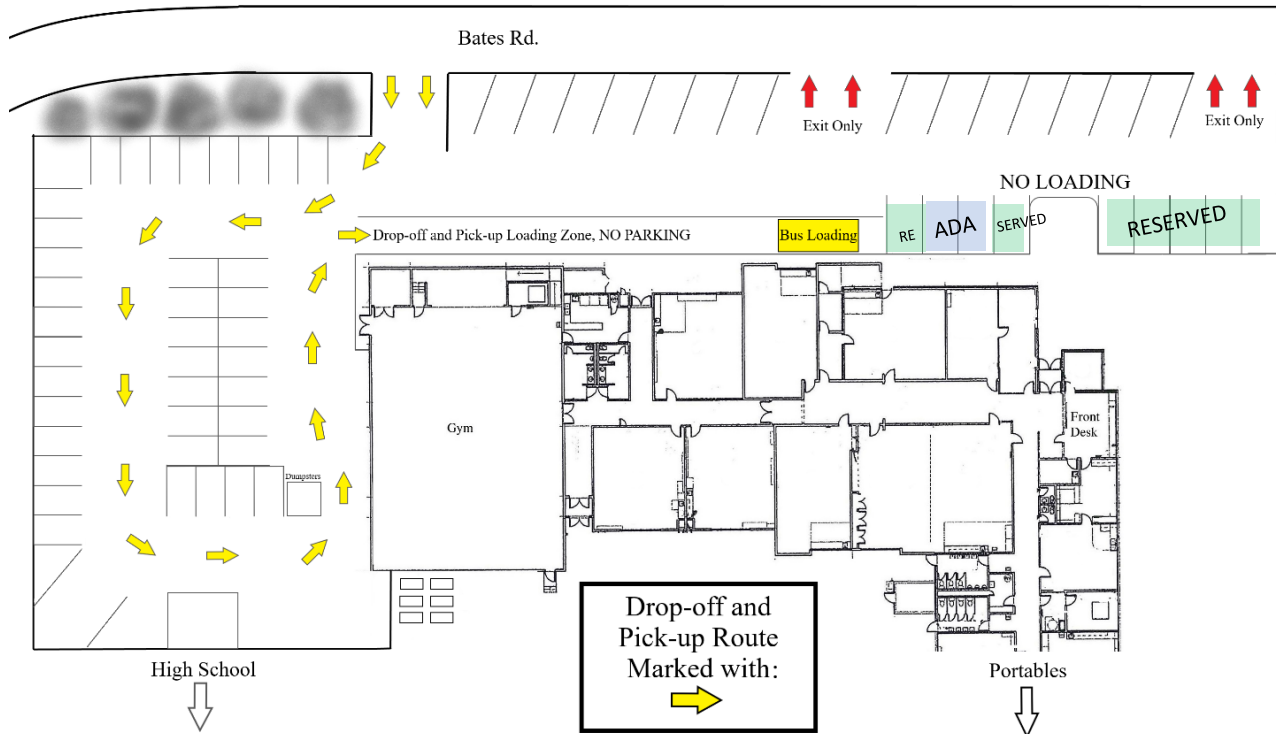 Bates Rd.
Exit Only
Exit Only
NO LOADING
Drop-off and Pick-up Loading Zone, NO PARKING
Bus Loading
RE
ADA
SERVED
RESERVED
Gym
Front
Desk
Dumpsters
Drop-off and
Pick-up Route
Marked with:
High School
Portables